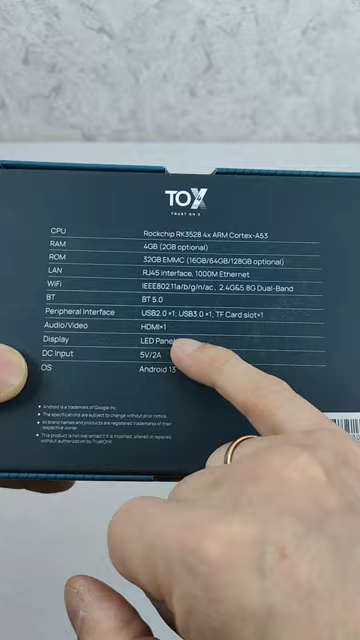 TOX
TRUST ON X
CPU Rockchip RK3528 4x ARM Cortex-A53
RAM 4GB (2GB optional)
ROM 32GB EMMC (16GB/64GB/128GB optional)
LAN RJ45 interface, 1000M Ethernet
WiFi IEEE802.11a/b/g/n/ac, 2.4G&5.8G Dual-Band
BT BT 5.0
Peripheral Interface USB2.0 ×1; USB3.0 ×1; TF Card slot×1
Audio/Video HDMI×1
Display LED Panel
DC Input 5V/2A
OS Android 13
Android is a trademark of Google Inc.
The specifications are subject to change without prior notice.
All brand names and products are registered trademarks of their
respective owner.
This product is not warranted if it is modified, altered or repaired
without authorization by TrustOnX